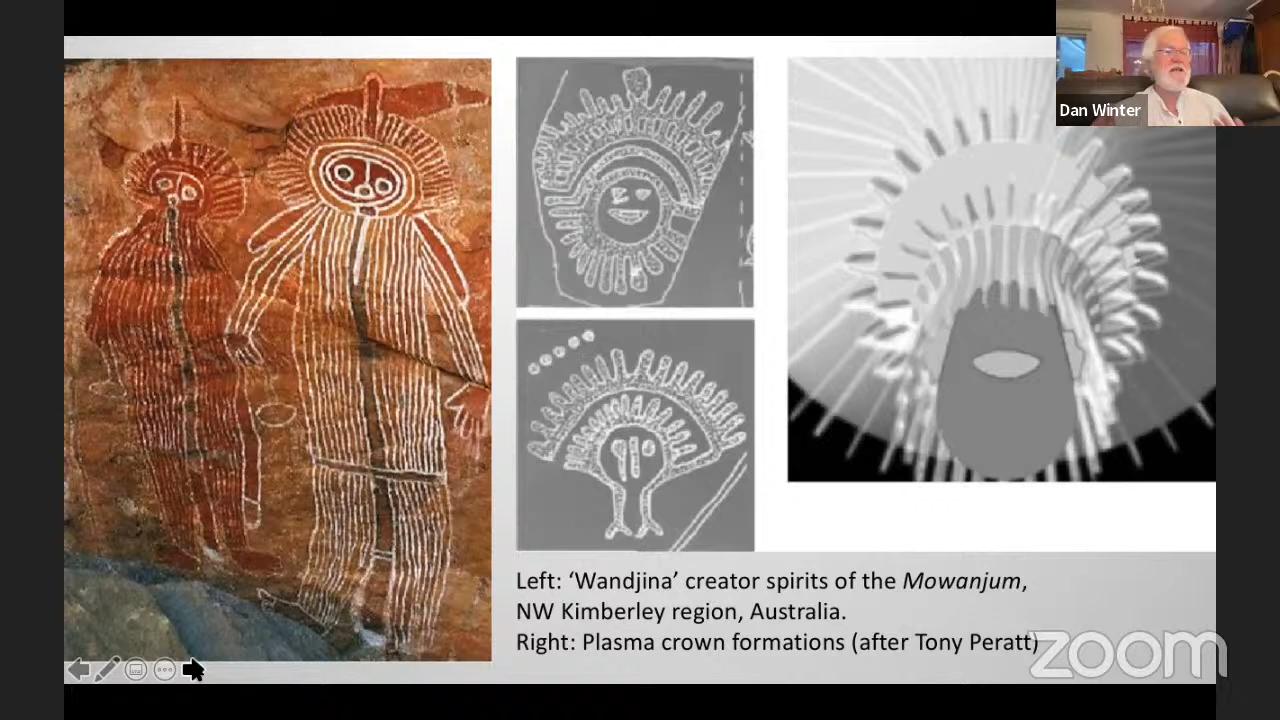 Dan Winter
Left: ‘Wandjina’ creator spirits of the Mowanjum,
NW Kimberley region, Australia.
Right: Plasma crown formations (after Tony Peratt)
zoom